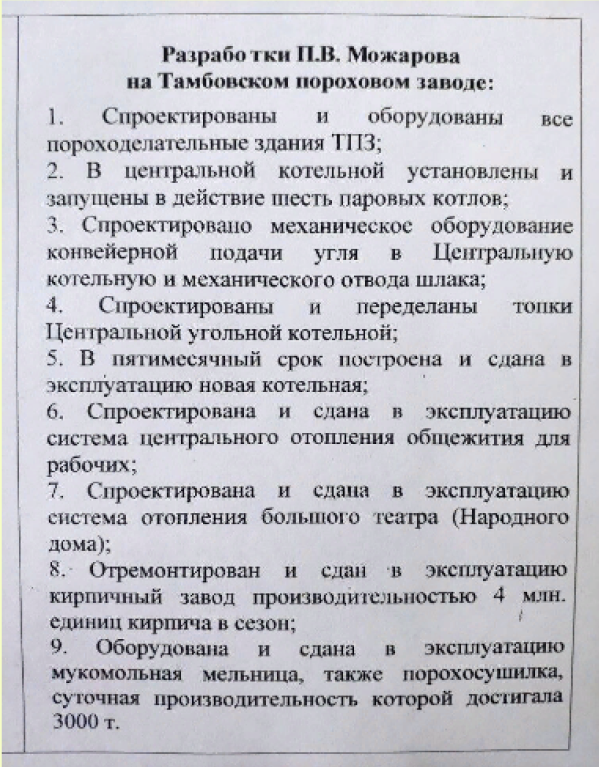 Разрабо тки П.В. Можарова
на Тамбовском пороховом заводе:
1. Спроектированы и оборудованы все
пороходелательные здания ТПЗ;
2. В центральной котельной установлены и
запущены в действие шесть паровых котлов;
3. Спроектировано механическое оборудование
конвейерной подачи угля в Центральную
котельную и механического отвода шлака;
4. Спроектированы и переделаны топки
Центральной угольной котельной;
5. В пятимесячный срок построена и сдана в
эксплуатацию новая котельная;
6. Спроектирована и сдана в эксплуатацию
система центрального отопления общежития для
рабочих;
7. Спроектирована и сдана в эксплуатацию
система отопления большого театра (Народного
дома);
8. Отремонтирован и сдан в эксплуатацию
кирпичный завод производительностью 4 млн.
единиц кирпича в сезон;
9. Оборудована и сдана в эксплуатацию
мукомольная мельница, также порохосушилка,
суточная производительность которой достигала
3000 т.